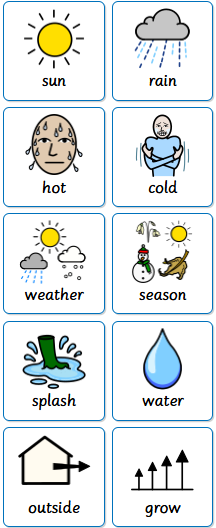 sun rain
hot cold
weather season
splash water
outside grow